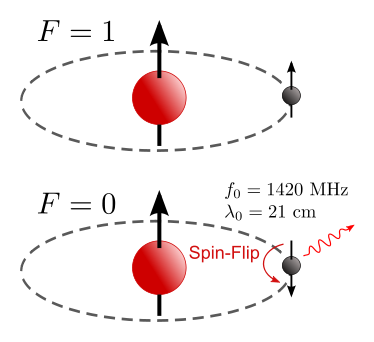 F = 1
F = 0
f₀ = 1420 MHz
λ₀ = 21 cm
Spin-Flip